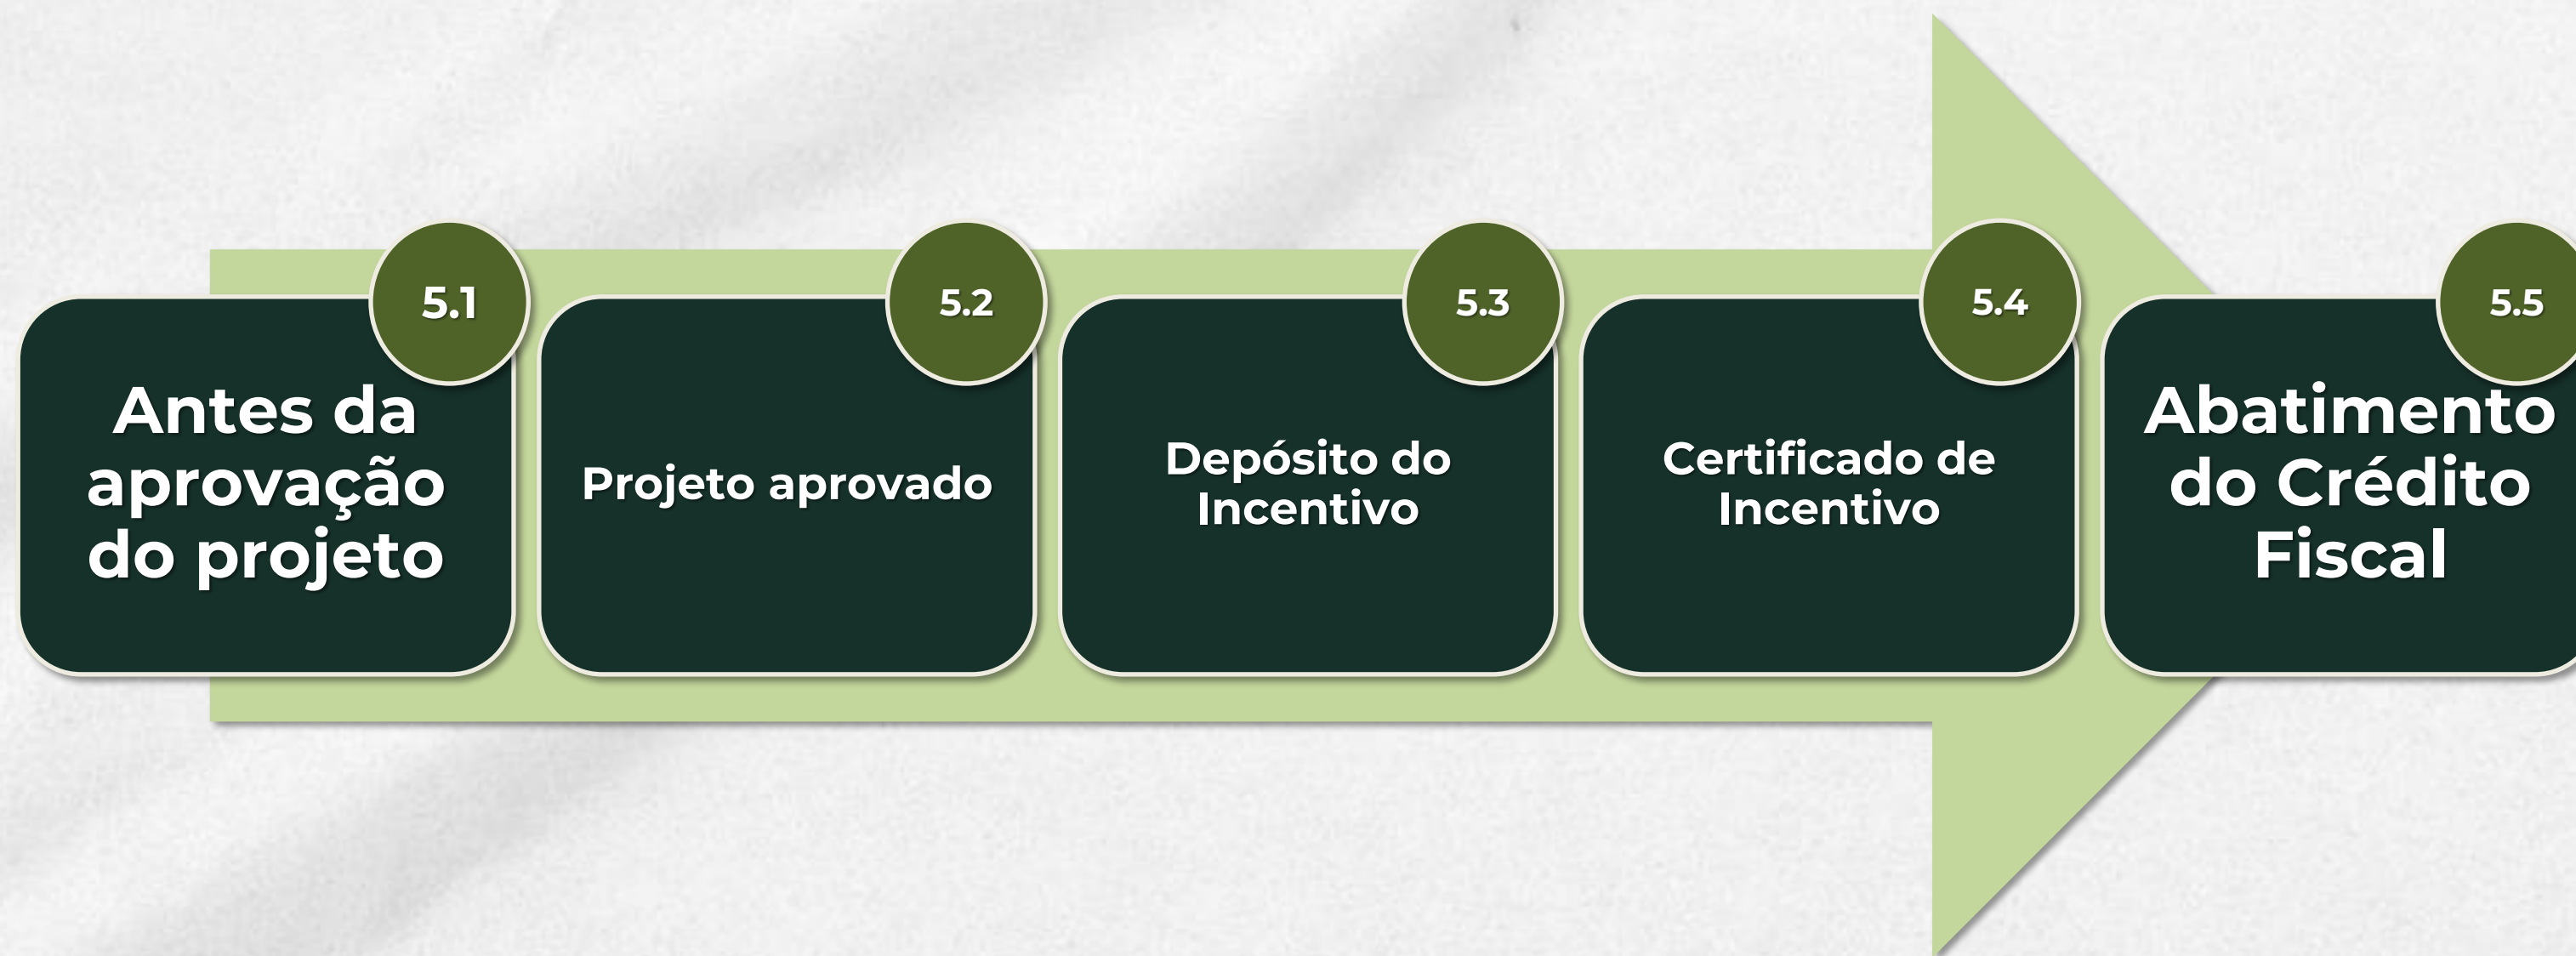 5.1
Antes da
aprovação
do projeto
5.2
Projeto aprovado
5.3
Depósito do
Incentivo
5.4
Certificado de
Incentivo
5.5
Abatimento
do Crédito
Fiscal